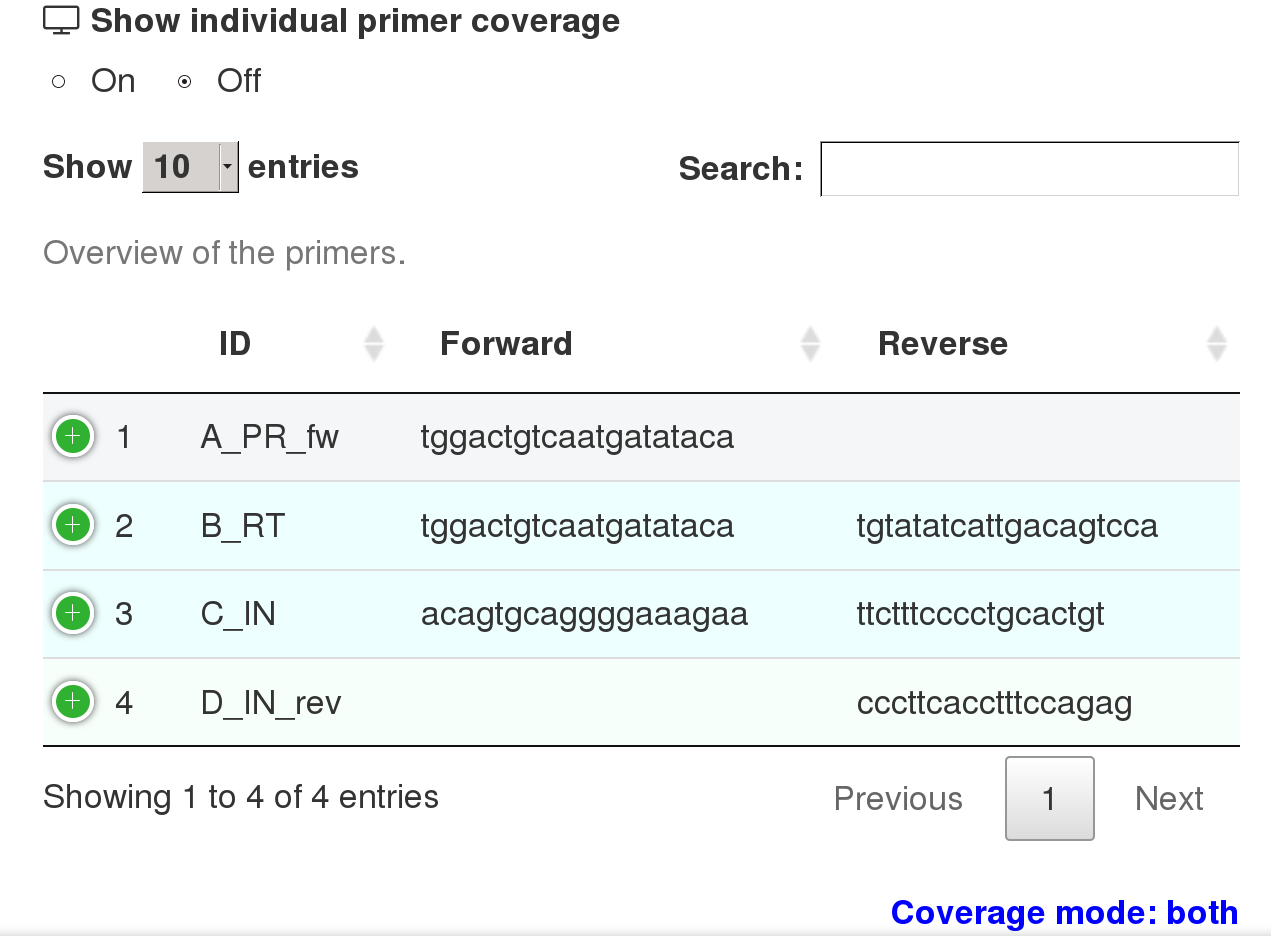 Show individual primer coverage
On Off
Show 10 entries Search:
Overview of the primers.
ID Forward Reverse
1 A_PR_fw tggactgtcaatgatataca
2 B_RT tggactgtcaatgatataca tgtatatcattgacagtcca
3 C_IN acagtgcaggggaaagaa ttctttcccctgcactgt
4 D_IN_rev cccttcacctttccagag
Showing 1 to 4 of 4 entries Previous 1 Next
Coverage mode: both